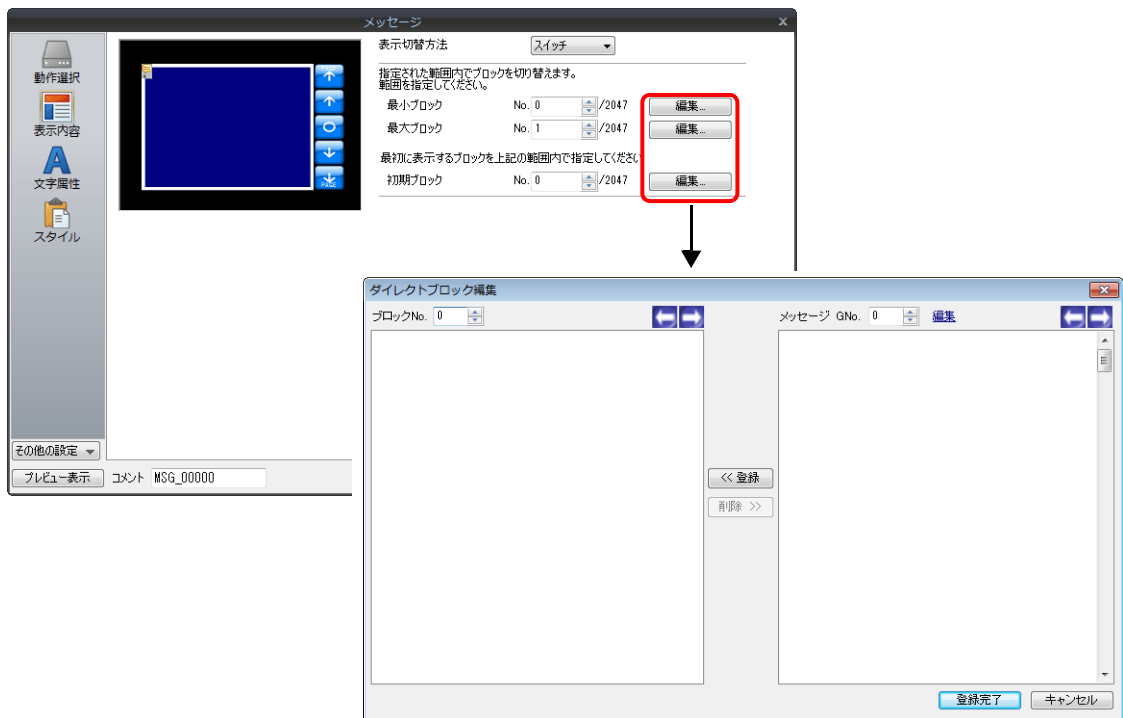 メッセージ
x
動作選択
表示内容
文字属性
スタイル
その他の設定
プレビュー表示
コメント MSG_00000
PAGE
表示切替方法 スイッチ
指定された範囲内でブロックを切り替えます。
範囲を指定してください。
最小ブロック No. 0 /2047 編集...
最大ブロック No. 1 /2047 編集...
最初に表示するブロックを上記の範囲内で指定してください
初期ブロック No. 0 /2047 編集...
ダイレクトブロック編集
ブロックNo. 0
メッセージ GNo. 0 編集
<< 登録
削除 >>
登録完了 キャンセル